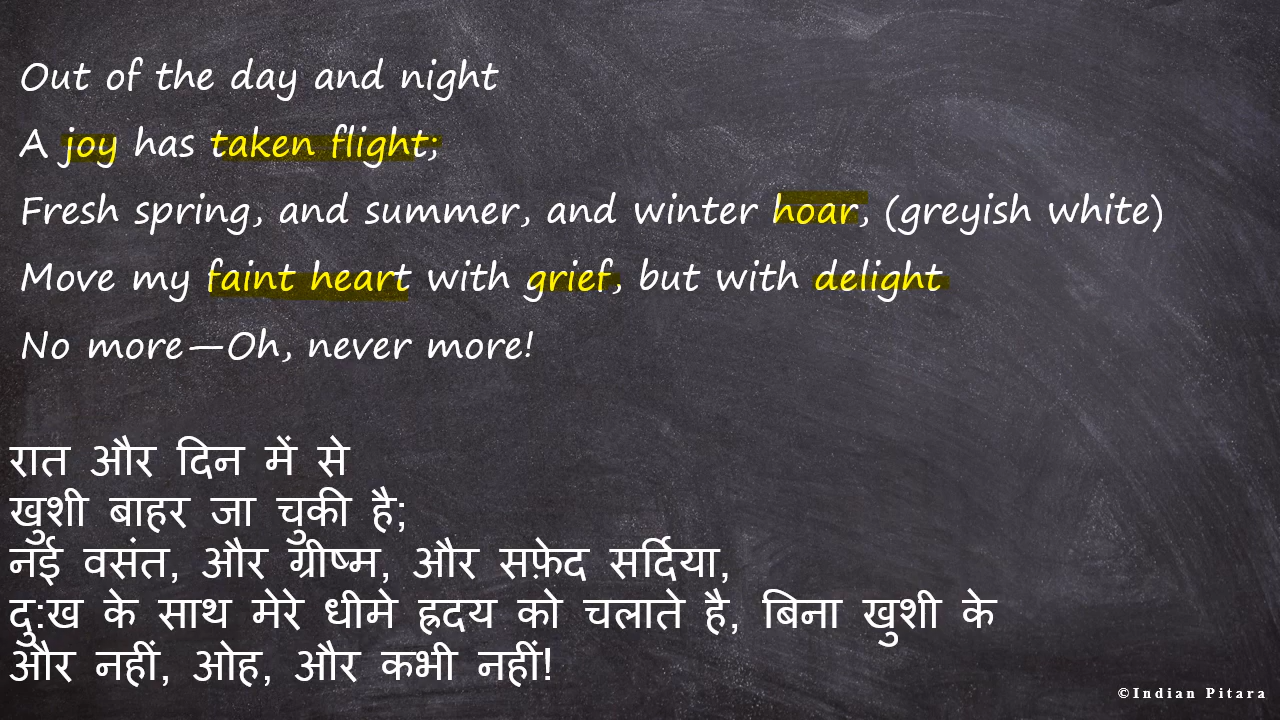 Out of the day and night
A joy has taken flight;
Fresh spring, and summer, and winter hoar, (greyish white)
Move my faint heart with grief, but with delight
No more—Oh, never more!
रात और दिन में से
खुशी बाहर जा चुकी है;
नई वसंत, और ग्रीष्म, और सफ़ेद सर्दिया,
दु:ख के साथ मेरे धीमे ह्रदय को चलाते है, बिना खुशी के
और नहीं, ओह, और कभी नहीं!
©Indian Pitara